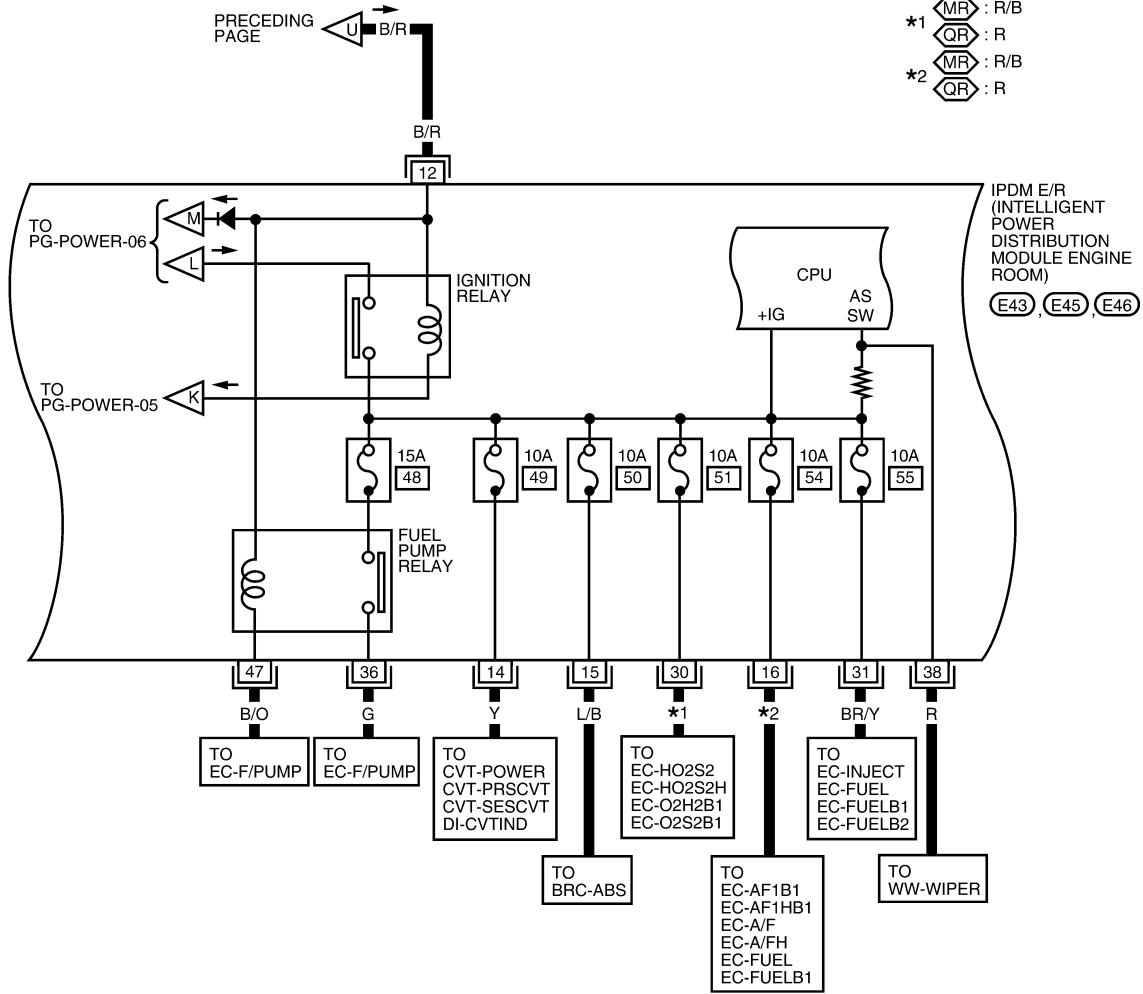 PRECEDING
PAGE
U
B/R
*1
MR : R/B
QR : R
*2
MR : R/B
QR : R
B/R
12
TO
PG-POWER-06
M
L
IGNITION
RELAY
CPU
+IG
AS
SW
IPDM E/R
(INTELLIGENT
POWER
DISTRIBUTION
MODULE ENGINE
ROOM)
E43 , E45 , E46
TO
PG-POWER-05
K
15A
48
10A
49
10A
50
10A
51
10A
54
10A
55
FUEL
PUMP
RELAY
47
36
14
15
30
16
31
38
B/O
G
Y
L/B
*1
*2
BR/Y
R
TO
EC-F/PUMP
TO
EC-F/PUMP
TO
CVT-POWER
CVT-PRSCVT
CVT-SESCVT
DI-CVTIND
TO
BRC-ABS
TO
EC-HO2S2
EC-HO2S2H
EC-O2H2B1
EC-O2S2B1
TO
EC-AF1B1
EC-AF1HB1
EC-A/F
EC-A/FH
EC-FUEL
EC-FUELB1
TO
EC-INJECT
EC-FUEL
EC-FUELB1
EC-FUELB2
TO
WW-WIPER